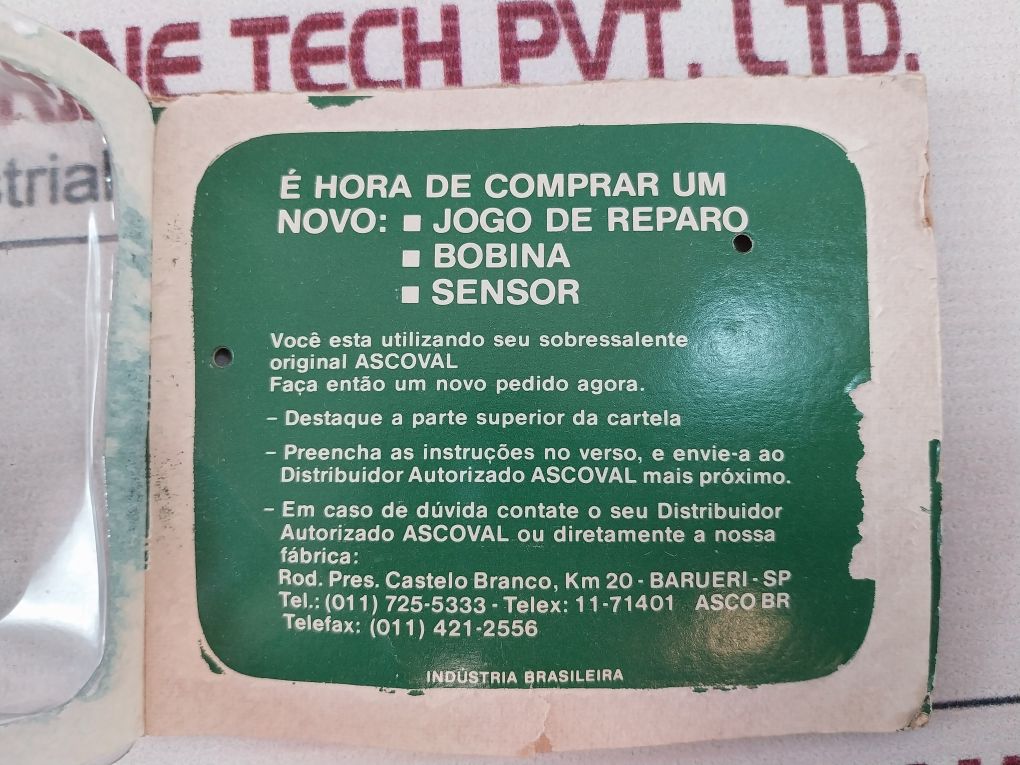 INE TECH PVT. LTD.
strial
É HORA DE COMPRAR UM
NOVO: ▪ JOGO DE REPARO
▪ BOBINA
▪ SENSOR
Você esta utilizando seu sobressalente
original ASCOVAL
Faça então um novo pedido agora.
– Destaque a parte superior da cartela
– Preencha as instruções no verso, e envie-a ao
Distribuidor Autorizado ASCOVAL mais próximo.
– Em caso de dúvida contate o seu Distribuidor
Autorizado ASCOVAL ou diretamente a nossa
fábrica:
Rod. Pres. Castelo Branco, Km 20 - BARUERI - SP
Tel.: (011) 725-5333 - Telex: 11-71401 ASCO BR
Telefax: (011) 421-2556
INDÚSTRIA BRASILEIRA